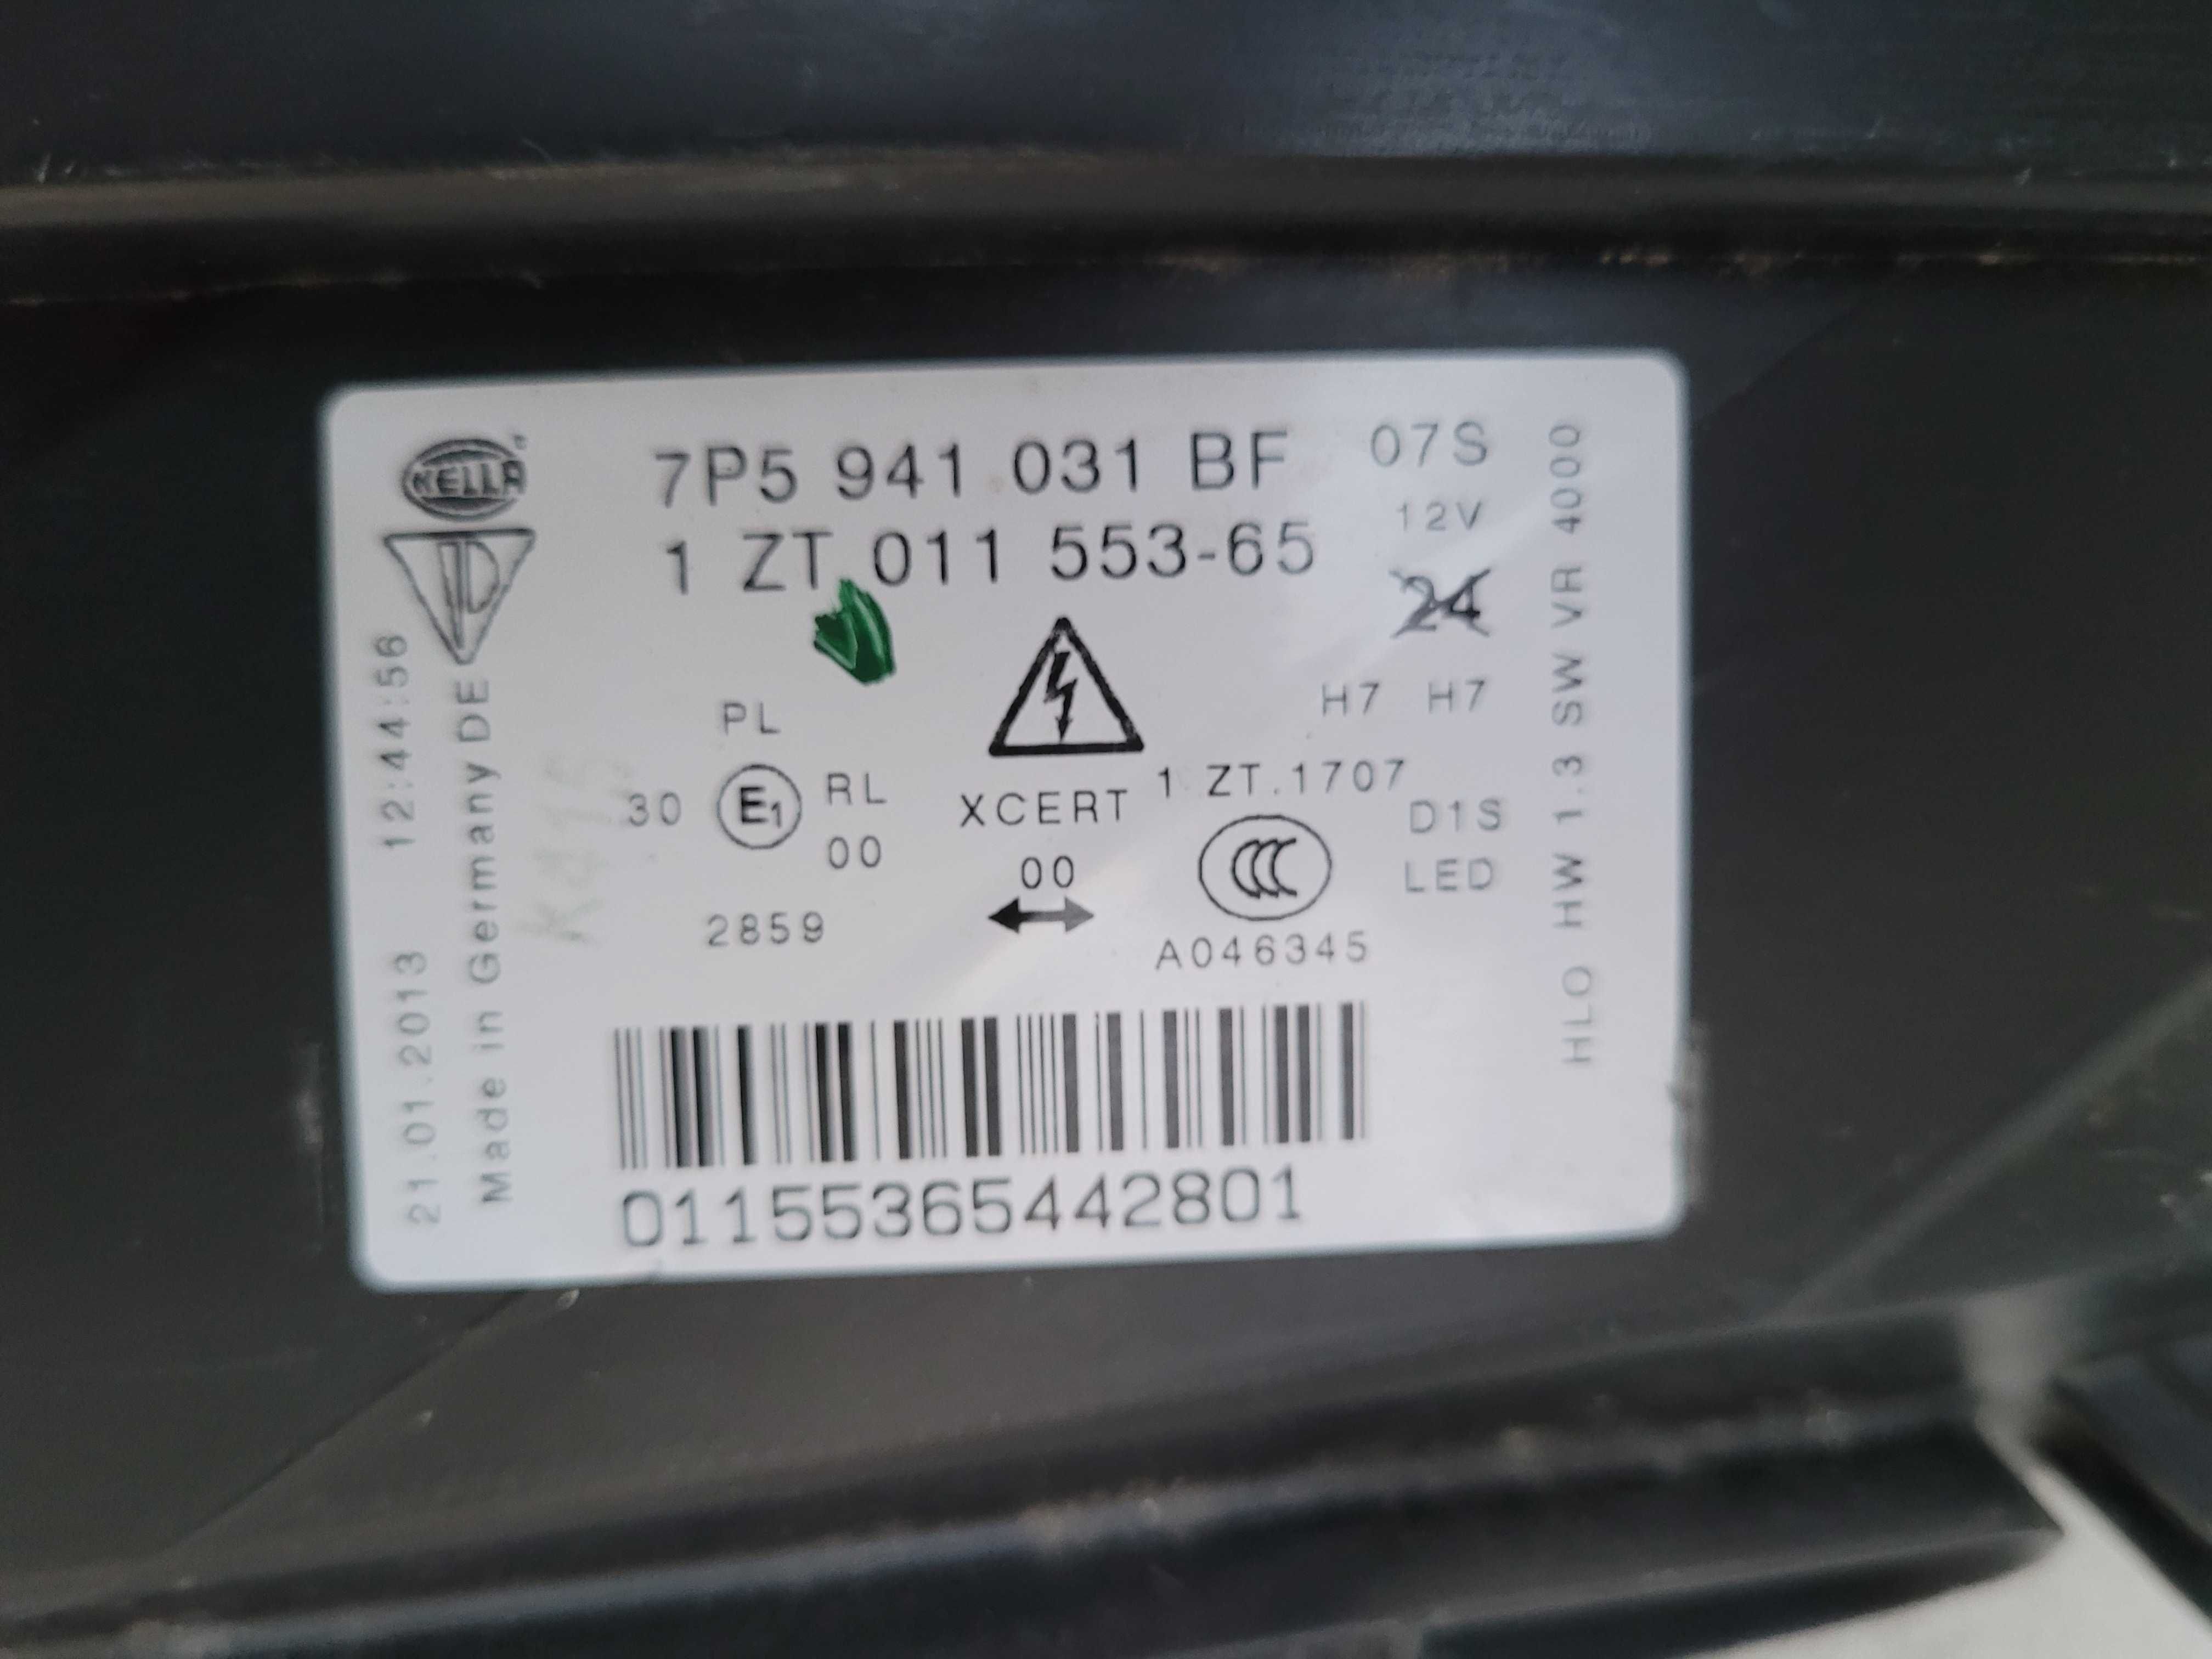 HELLA
7P5 941 031 BF 07S
1 ZT 011 553-65 12V
24
PL
H7 H7
30 E1 RL
00
XCERT
1 ZT.1707
D1S
LED
00
CCC
2859
A046345
01155365442801
21.01.2013 12:44:56
Made in Germany DE
HLO HW 1.3 SW VR 4000